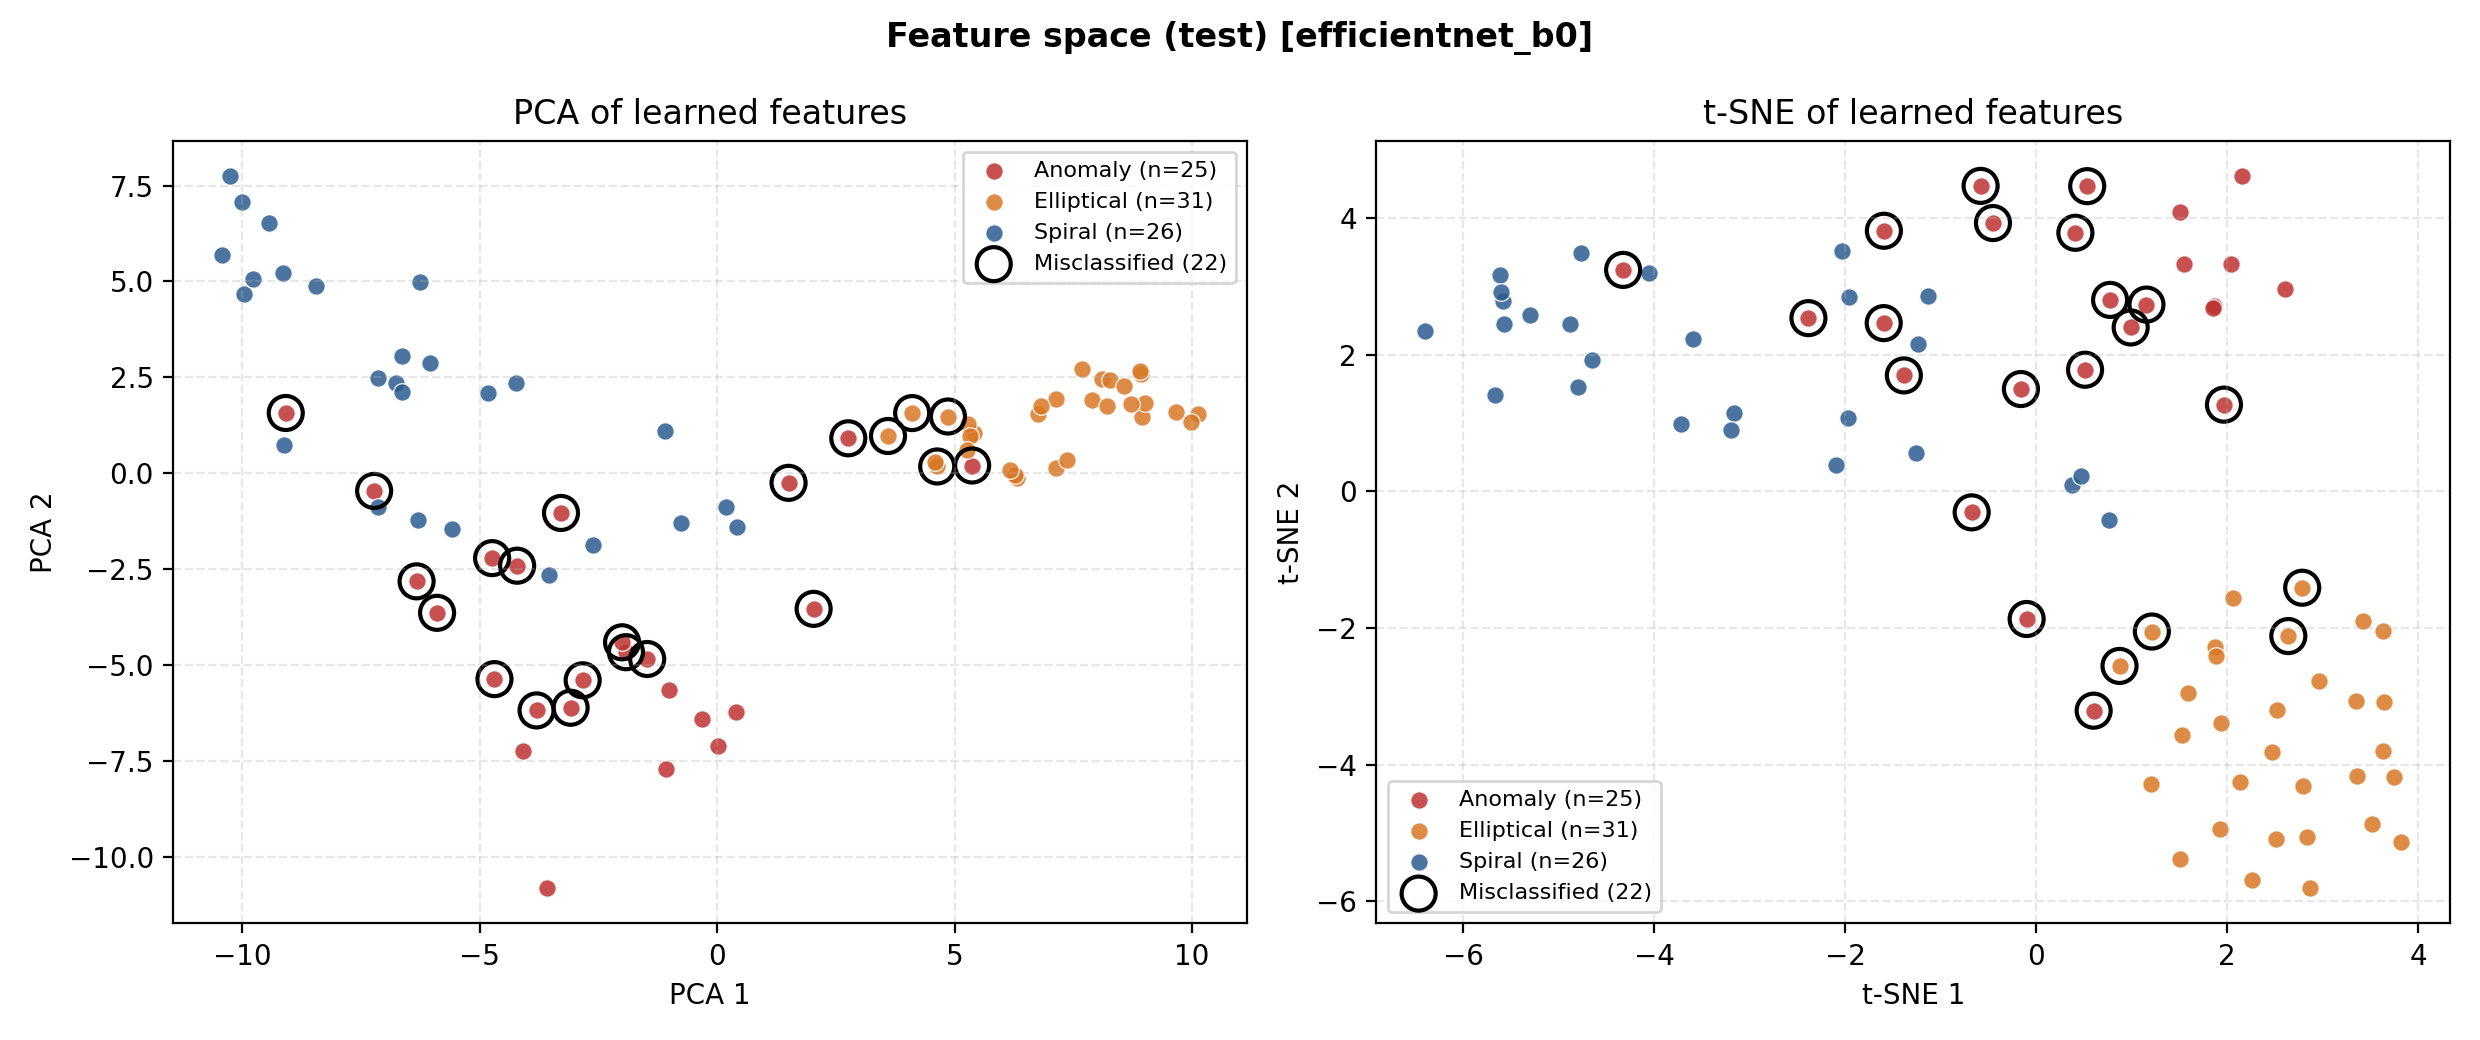 Feature space (test) [efficientnet_b0]
PCA of learned features
7.5
5.0
2.5
0.0
−2.5
−5.0
−7.5
−10.0
PCA 2
−10
−5
0
5
10
PCA 1
Anomaly (n=25)
Elliptical (n=31)
Spiral (n=26)
Misclassified (22)
t-SNE of learned features
4
2
0
−2
−4
−6
t-SNE 2
−6
−4
−2
0
2
4
t-SNE 1
Anomaly (n=25)
Elliptical (n=31)
Spiral (n=26)
Misclassified (22)